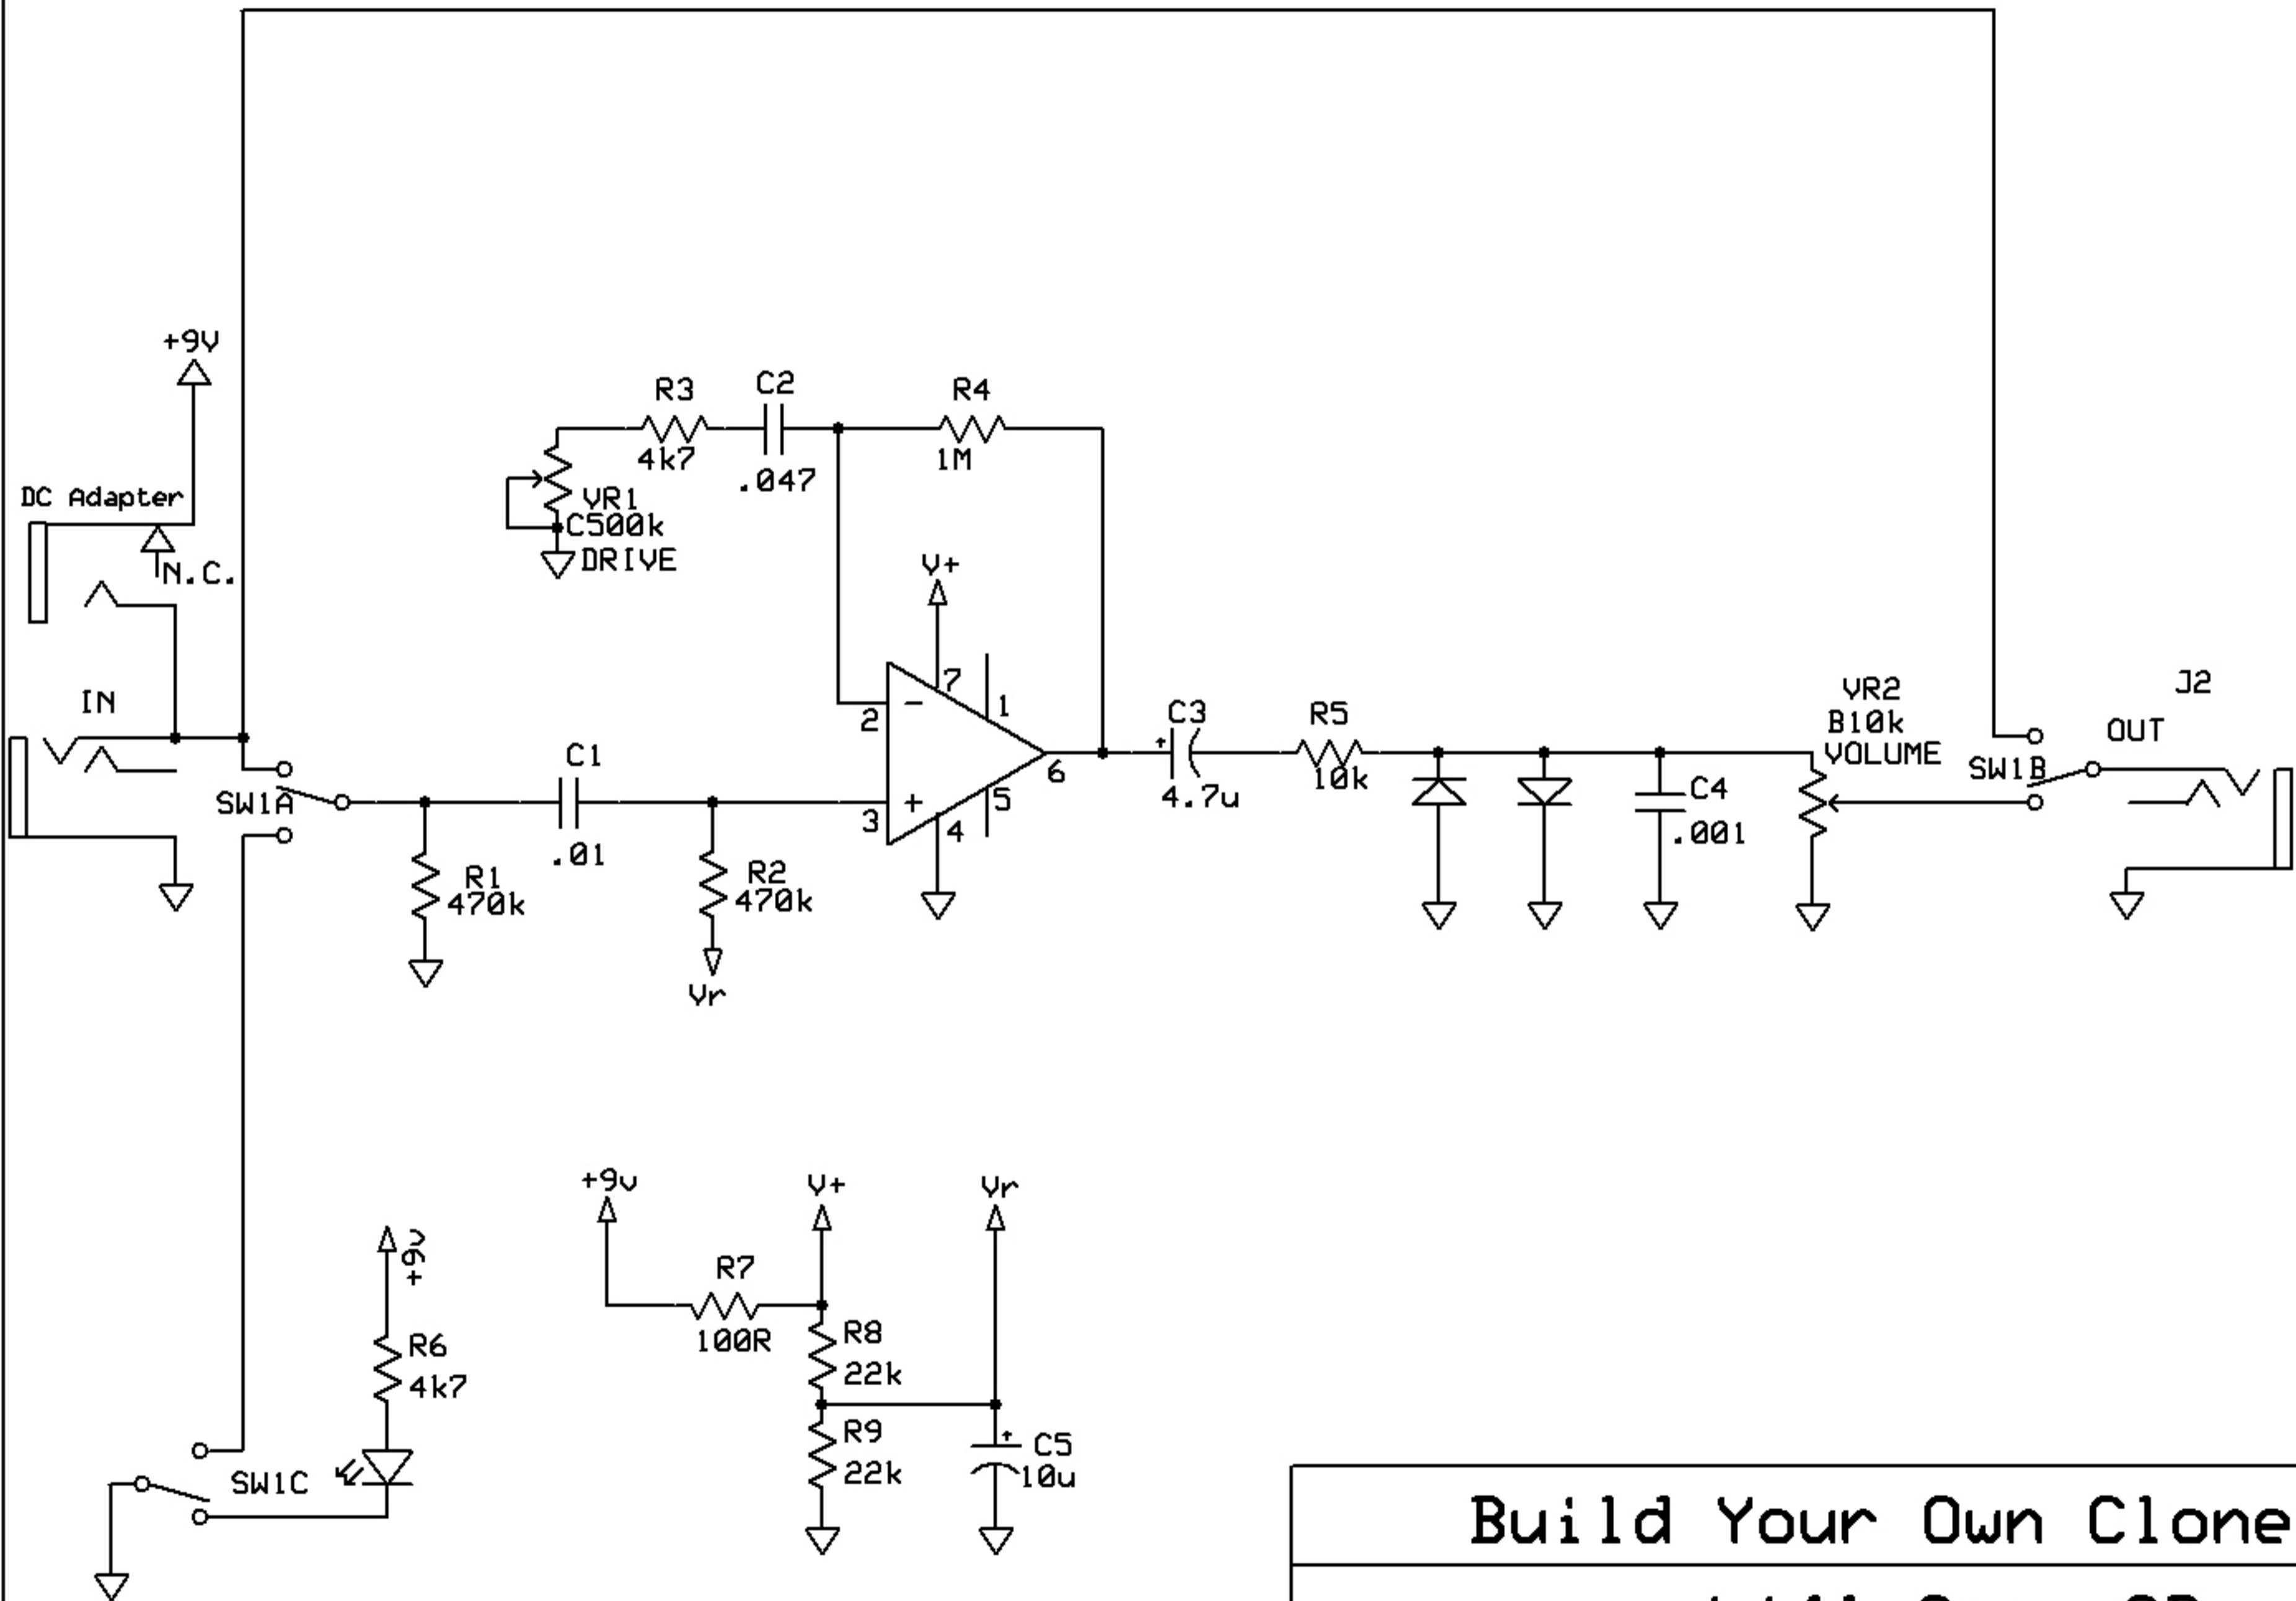 +9V
R3
C2
R4
4k7
.047
1M
DC Adapter
VR1
C500k
DRIVE
N.C.
V+
IN
7
1
2
-
6
+
3
5
4
C3
+
4.7u
R5
10k
VR2
B10k
VOLUME
J2
OUT
SW1B
SW1A
C1
.01
C4
.001
R1
470k
R2
470k
Vr
+9v
V+
Vr
+9V
R7
100R
R6
4k7
R8
22k
R9
22k
+
C5
10u
SW1C
Build Your Own Clone